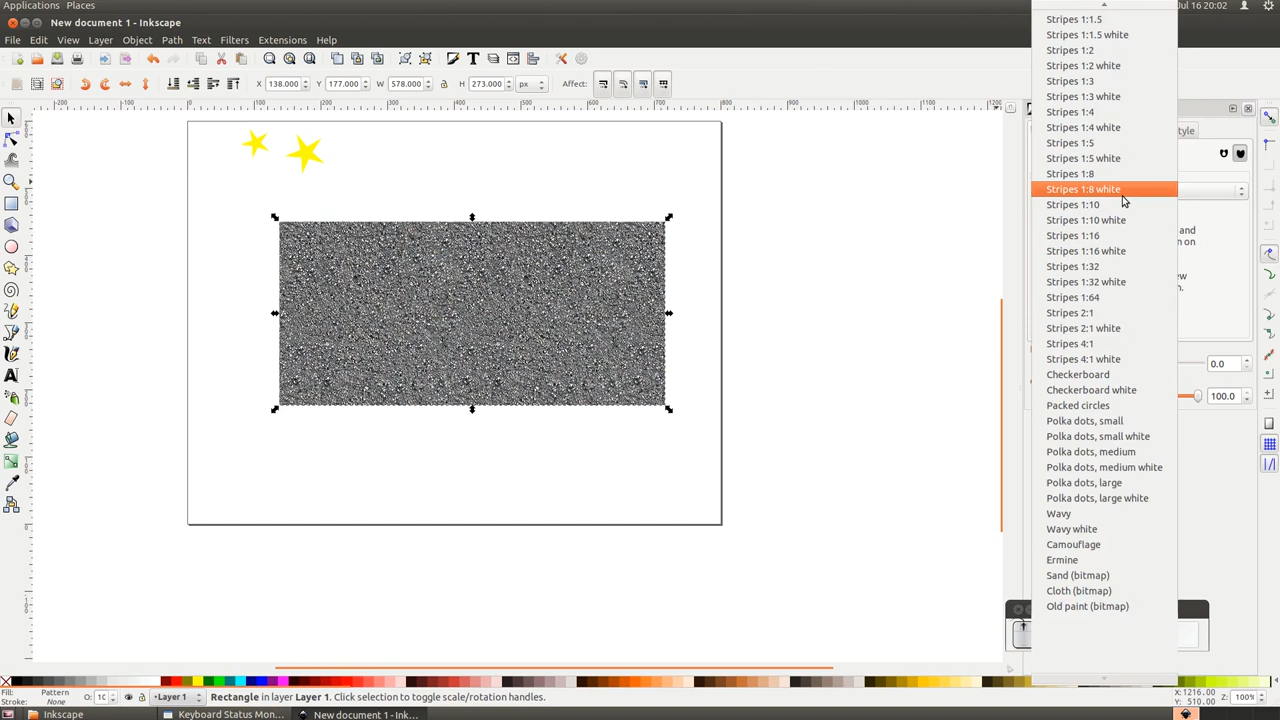 Applications Places
Jul 16 20:02
New document 1 - Inkscape
File Edit View Layer Object Path Text Filters Extensions Help
X 138.000 Y 177.000 W 578.000 H 273.000 px Affect:
Stripes 1:1.5
Stripes 1:1.5 white
Stripes 1:2
Stripes 1:2 white
Stripes 1:3
Stripes 1:3 white
Stripes 1:4
Stripes 1:4 white
Stripes 1:5
Stripes 1:5 white
Stripes 1:8
Stripes 1:8 white
Stripes 1:10
Stripes 1:10 white
Stripes 1:16
Stripes 1:16 white
Stripes 1:32
Stripes 1:32 white
Stripes 1:64
Stripes 2:1
Stripes 2:1 white
Stripes 4:1
Stripes 4:1 white
Checkerboard
Checkerboard white
Packed circles
Polka dots, small
Polka dots, small white
Polka dots, medium
Polka dots, medium white
Polka dots, large
Polka dots, large white
Wavy
Wavy white
Camouflage
Ermine
Sand (bitmap)
Cloth (bitmap)
Old paint (bitmap)
tyle
and
on
ew
0.0
100.0
Fill: Pattern
Stroke: None
O: Layer 1 Rectangle in layer Layer 1. Click selection to toggle scale/rotation handles.
X: 1216.00
Y: 510.00
Z: 100%
Inkscape Keyboard Status Mon... New document 1 - Ink...